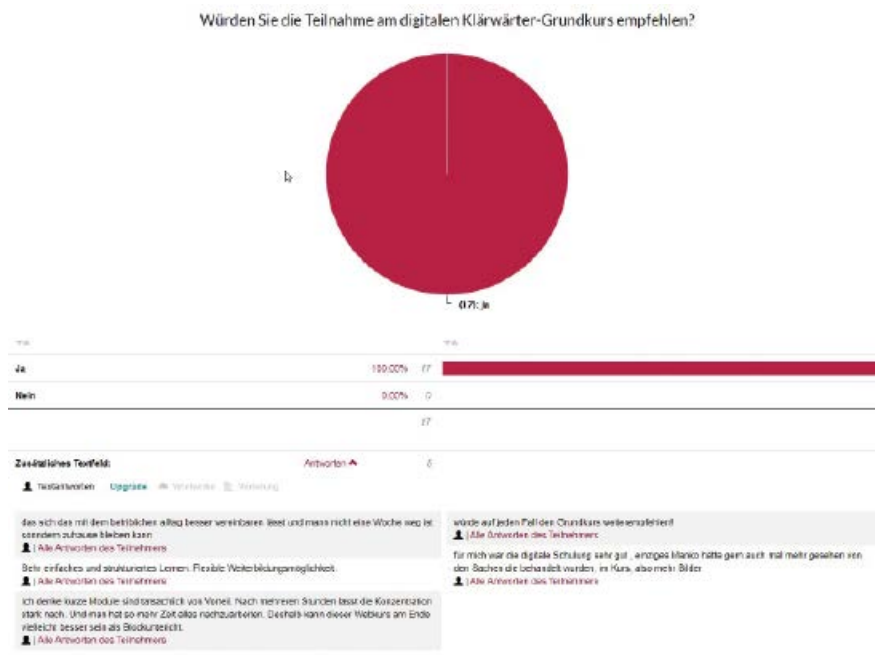 Würden Sie die Teilnahme am digitalen Klärwärter-Grundkurs empfehlen?
(17): Ja
Ja 100.00% 17
Nein 0.00% 0
17
Zusätzliches Textfeld: Antworten 5
Textantworten Upgrade
das sich das mit dem betriblichen alltag besser vereinbaren lässt und mann nicht eine Woche weg ist
sonndern zuhause bleiben kann
| Alle Antworten des Teilnehmers
Sehr einfaches und strukturiertes Lernen. Flexible Weiterbildungsmöglichkeit.
| Alle Antworten des Teilnehmers
Ich denke kurze Module sind tatsächlich von Vorteil. Nach mehreren Stunden lässt die Konzentration
stark nach. Und man hat so mehr Zeit alles nachzuarbeiten. Deshalb kann dieser Webkurs am Ende
vielleicht besser sein als Blockunterricht.
| Alle Antworten des Teilnehmers
würde auf jeden Fall den Grundkurs weiterempfehlen!
| Alle Antworten des Teilnehmers
für mich war die digitale Schulung sehr gut , einziges Manko hätte gern auch mal mehr gesehen von
den Sachen die behandelt wurden, im Kurs, also mehr Bilder
| Alle Antworten des Teilnehmers